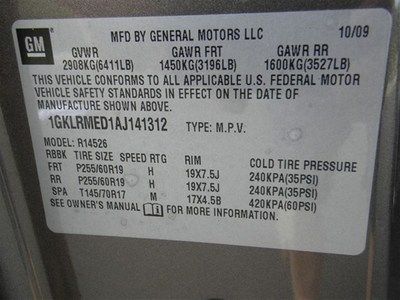 GM MFD BY GENERAL MOTORS LLC 10/09
GVWR GAWR FRT GAWR RR
2908KG(6411LB) 1450KG(3196LB) 1600KG(3527LB)
THIS VEHICLE CONFORMS TO ALL APPLICABLE U.S. FEDERAL MOTOR
VEHICLE SAFETY STANDARDS IN EFFECT ON THE DATE OF
MANUFACTURE SHOWN ABOVE.
1GKLRMED1AJ141312 TYPE: M.P.V.
MODEL: R14526
RBBK TIRE SIZE SPEED RTG RIM COLD TIRE PRESSURE
FRT P255/60R19 H 19X7.5J 240KPA(35PSI)
RR P255/60R19 H 19X7.5J 240KPA(35PSI)
SPA T145/70R17 M 17X4.5B 420KPA(60PSI)
SEE OWNER'S MANUAL FOR MORE INFORMATION.